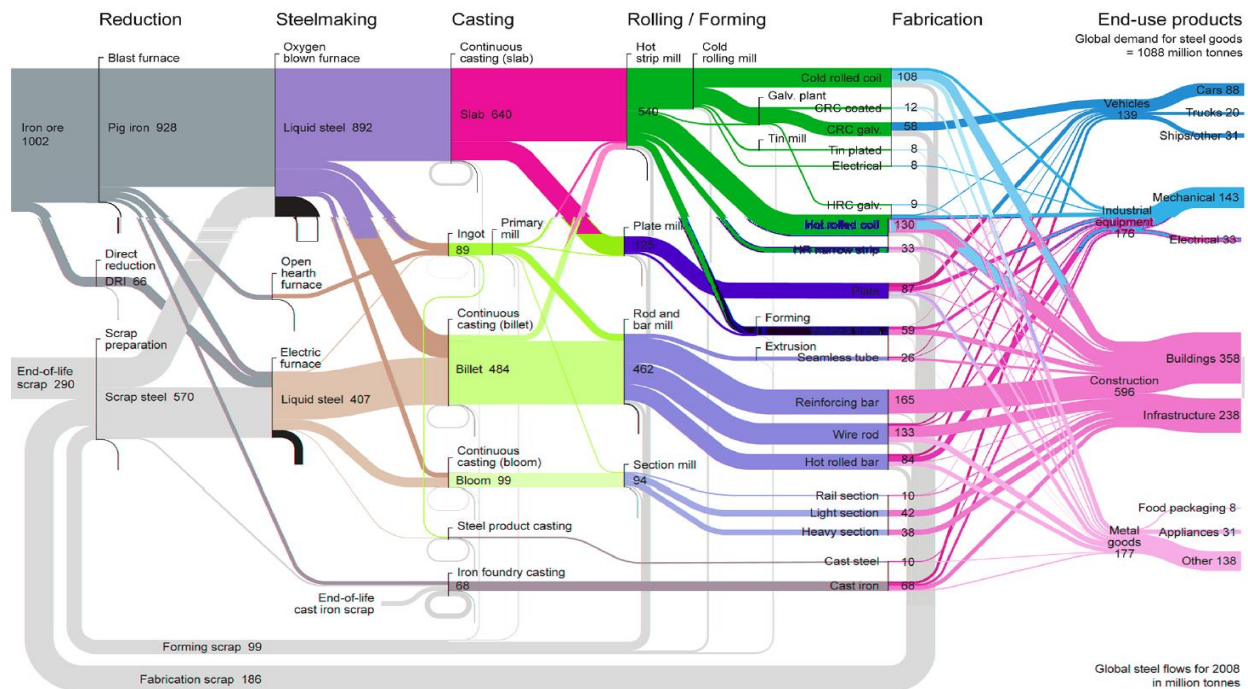 Reduction
Steelmaking
Casting
Rolling / Forming
Fabrication
End-use products
Global demand for steel goods
= 1088 million tonnes
Blast furnace
Oxygen
blown furnace
Continuous
casting (slab)
Hot
strip mill
Cold
rolling mill
Iron ore
1002
Pig iron 928
Liquid steel 892
Slab 640
540
Galv. plant
Tin mill
Cold rolled coil
108
CRC coated
12
CRC galv.
58
Tin plated
8
Electrical
8
HRC galv.
9
Hot rolled coil
130
HR narrow strip
33
Vehicles
139
Cars 88
Trucks 20
Ships/other 31
Mechanical 143
Industrial
equipment
176
Electrical 33
Direct
reduction
DRI 66
Open
hearth
furnace
Ingot
89
Primary
mill
Plate mill
128
Plate
87
Scrap
preparation
End-of-life
scrap 290
Scrap steel 570
Electric
furnace
Liquid steel 407
Continuous
casting (billet)
Billet 484
Rod and
bar mill
462
Forming
59
Extrusion
Seamless tube
26
Reinforcing bar
165
Wire rod
133
Hot rolled bar
84
Construction
596
Buildings 358
Infrastructure 238
Continuous
casting (bloom)
Bloom 99
Section mill
94
Rail section
10
Light section
42
Heavy section
38
Steel product casting
Cast steel
10
Iron foundry casting
68
Cast iron
68
End-of-life
cast iron scrap
Metal
goods
177
Food packaging 8
Appliances 31
Other 138
Forming scrap 99
Fabrication scrap 186
Global steel flows for 2008
in million tonnes